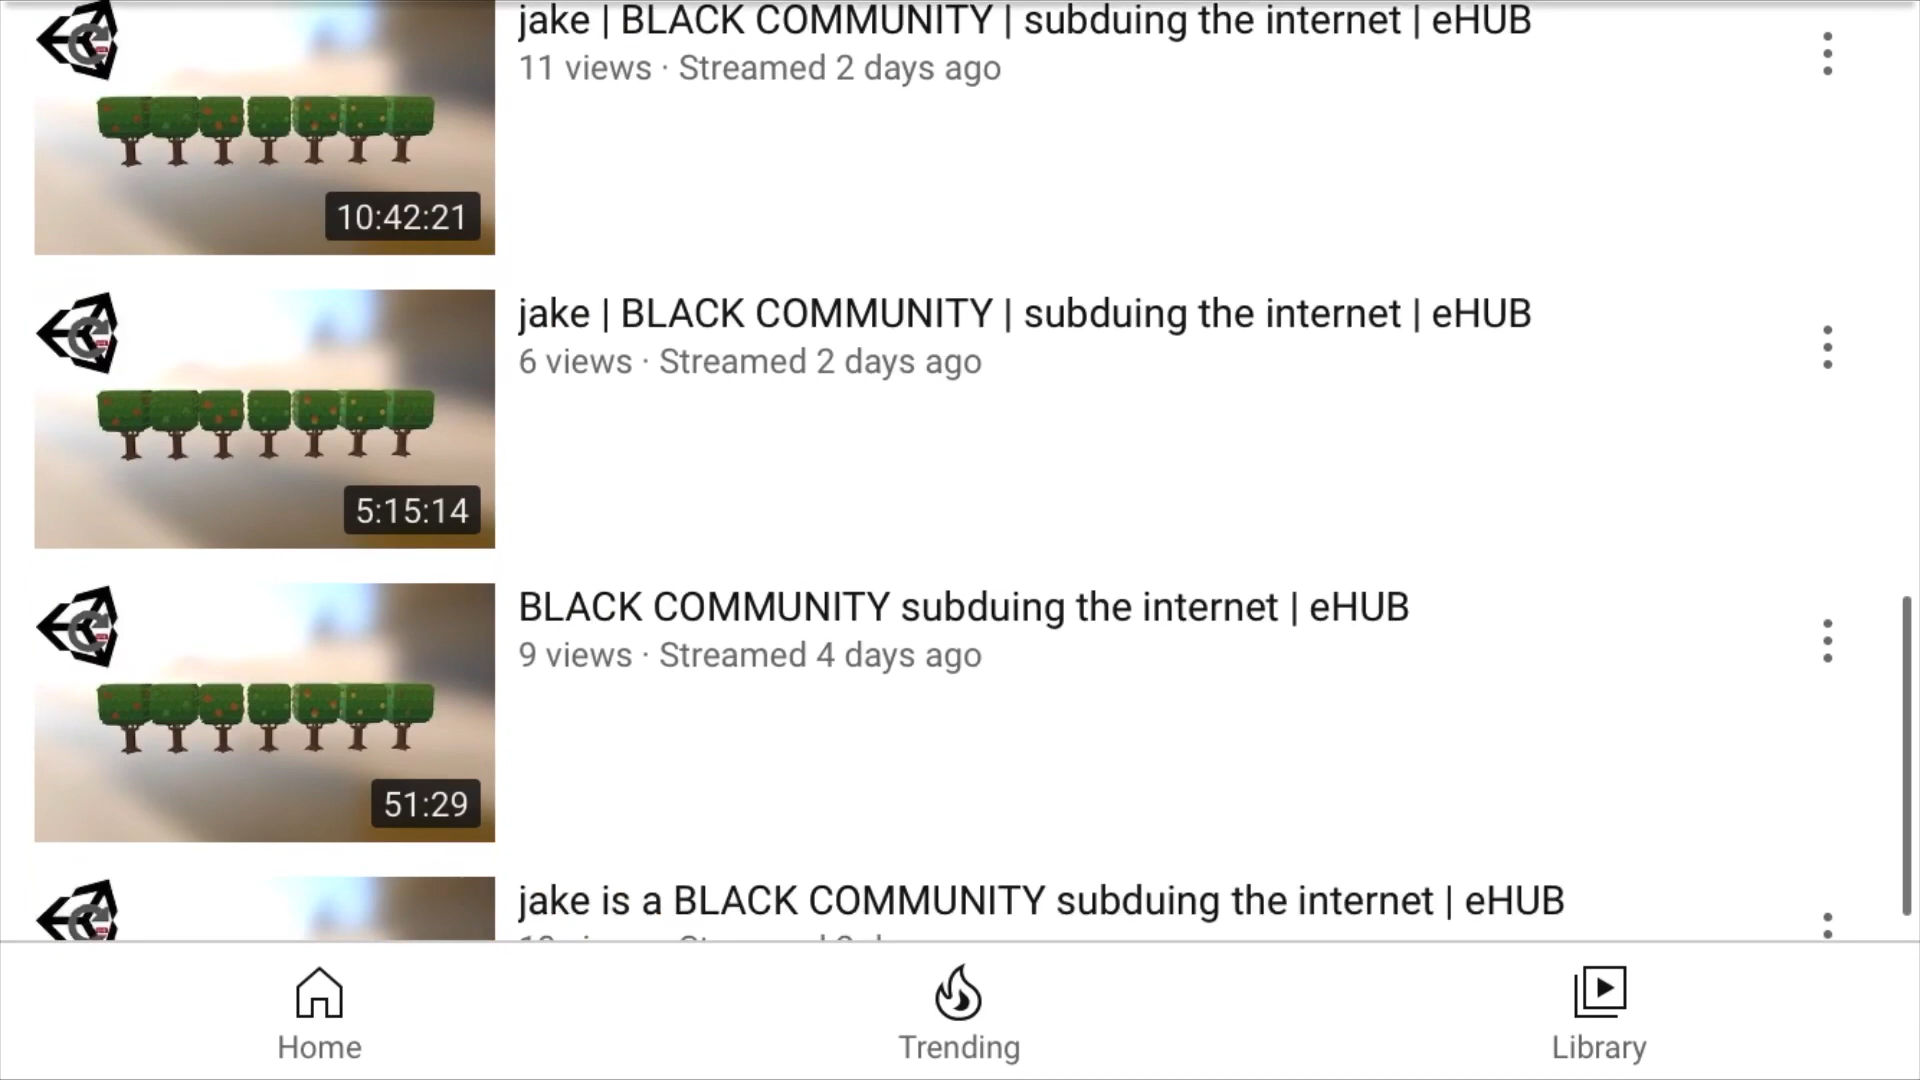 jake | BLACK COMMUNITY | subduing the internet | eHUB
11 views · Streamed 2 days ago
10:42:21
jake | BLACK COMMUNITY | subduing the internet | eHUB
6 views · Streamed 2 days ago
5:15:14
BLACK COMMUNITY subduing the internet | eHUB
9 views · Streamed 4 days ago
51:29
jake is a BLACK COMMUNITY subduing the internet | eHUB
Home
Trending
Library